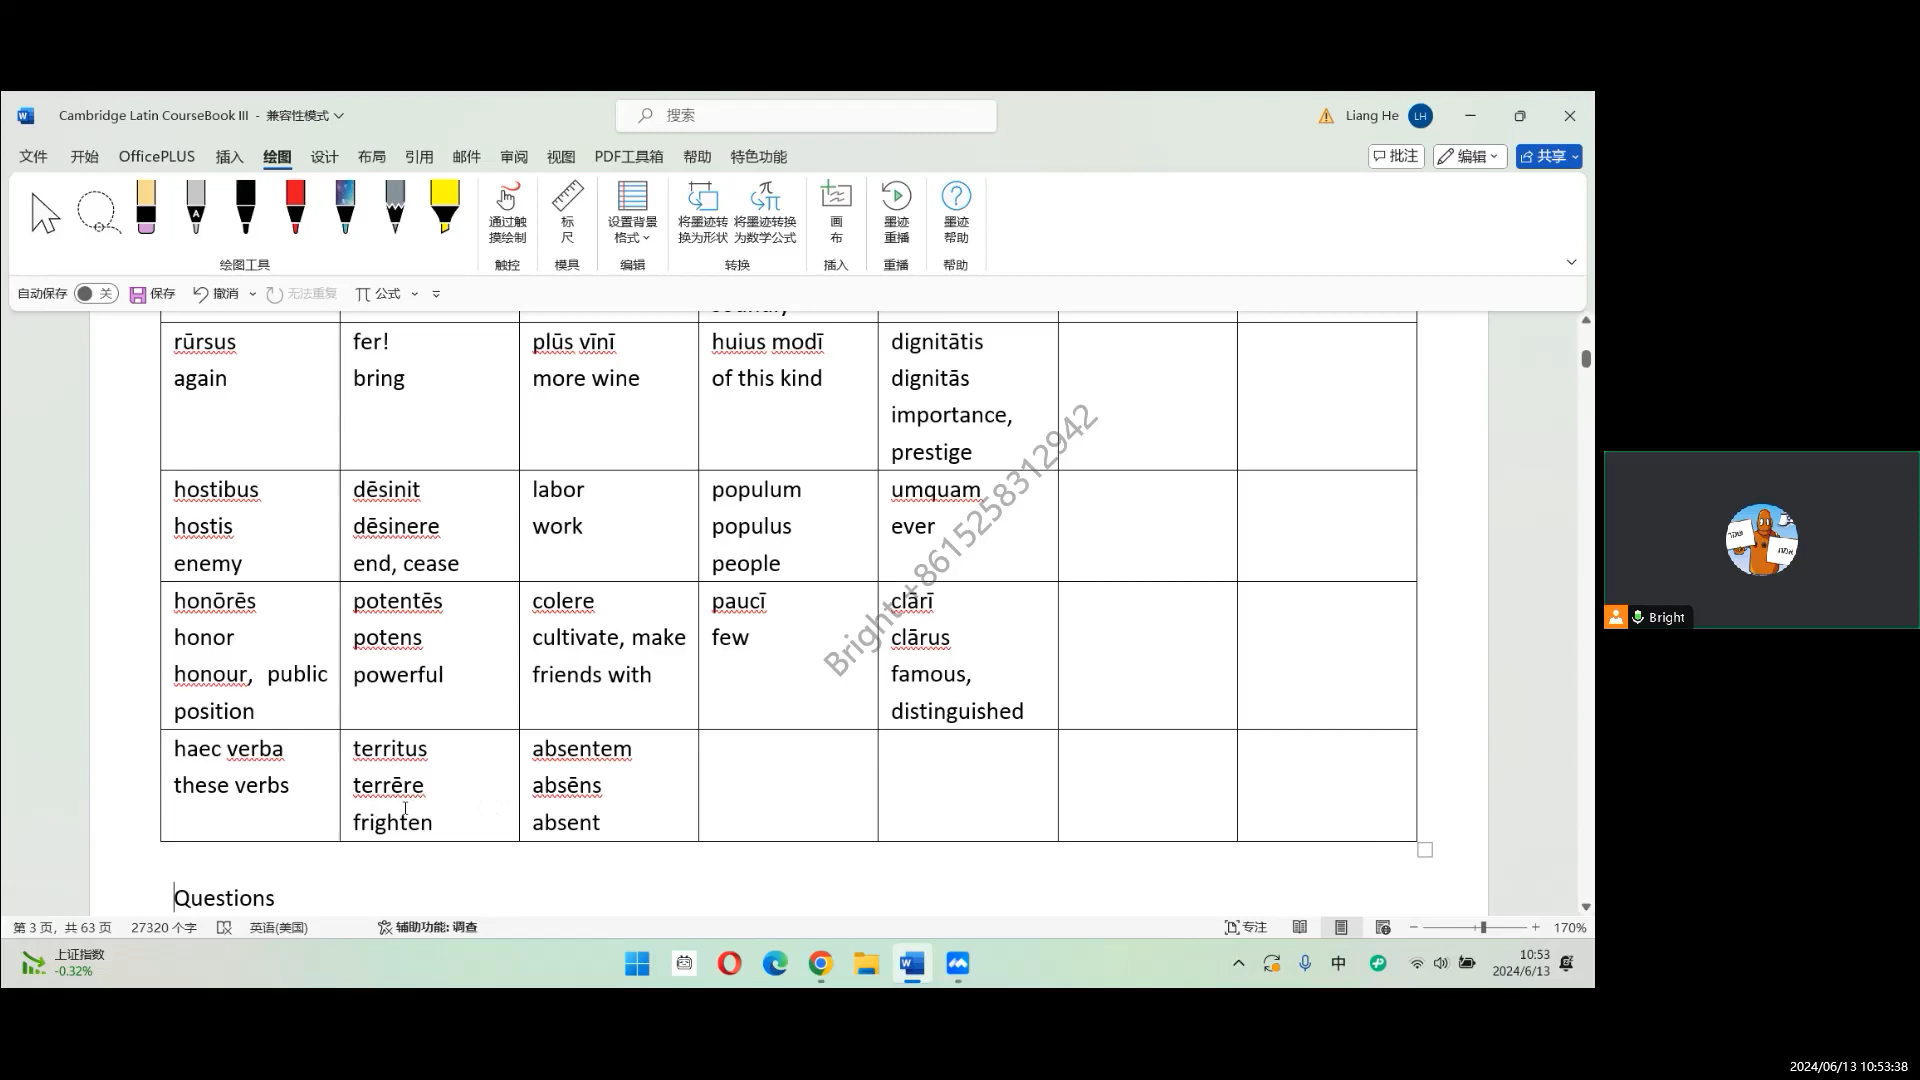 Cambridge Latin CourseBook III - 兼容性模式
搜索
Liang He
LH
文件 开始 OfficePLUS 插入 绘图 设计 布局 引用 邮件 审阅 视图 PDF工具箱 帮助 特色功能
批注 编辑 共享
通过触摸绘制
标尺
设置背景格式
将墨迹转换为形状
将墨迹转换为数学公式
画布
墨迹重播
墨迹帮助
绘图工具 触控 模具 编辑 转换 插入 重播 帮助
自动保存 关 保存 撤消 无法重复 公式
rūrsus
again
fer!
bring
plūs vīnī
more wine
huius modī
of this kind
dignitātis
dignitās
importance,
prestige
hostibus
hostis
enemy
dēsinit
dēsinere
end, cease
labor
work
populum
populus
people
umquam
ever
honōrēs
honor
honour, public
position
potentēs
potens
powerful
colere
cultivate, make
friends with
paucī
few
clārī
clārus
famous,
distinguished
haec verba
these verbs
territus
terrēre
frighten
absentem
absēns
absent
Questions
Bright +8615258312942
第 3 页，共 63 页 27320 个字 英语(美国) 辅助功能: 调查 专注 170%
上证指数
-0.32%
中
10:53
2024/6/13
Bright
2024/06/13 10:53:38